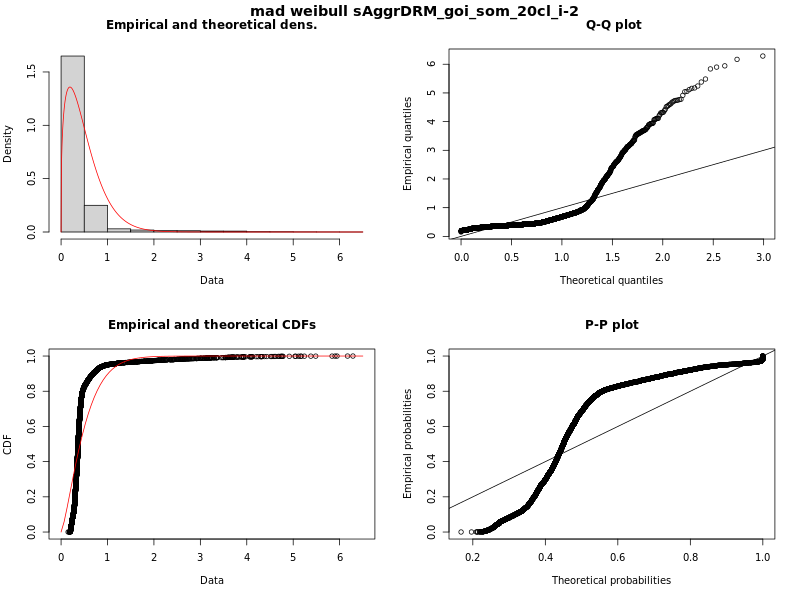 mad weibull sAggrDRM_goi_som_20cl_i-2
Empirical and theoretical dens.
Density
0.0 0.5 1.0 1.5
0 1 2 3 4 5 6
Data
Q-Q plot
Empirical quantiles
0 1 2 3 4 5 6
0.0 0.5 1.0 1.5 2.0 2.5 3.0
Theoretical quantiles
Empirical and theoretical CDFs
CDF
0.0 0.2 0.4 0.6 0.8 1.0
0 1 2 3 4 5 6
Data
P-P plot
Empirical probabilities
0.0 0.2 0.4 0.6 0.8 1.0
0.2 0.4 0.6 0.8 1.0
Theoretical probabilities